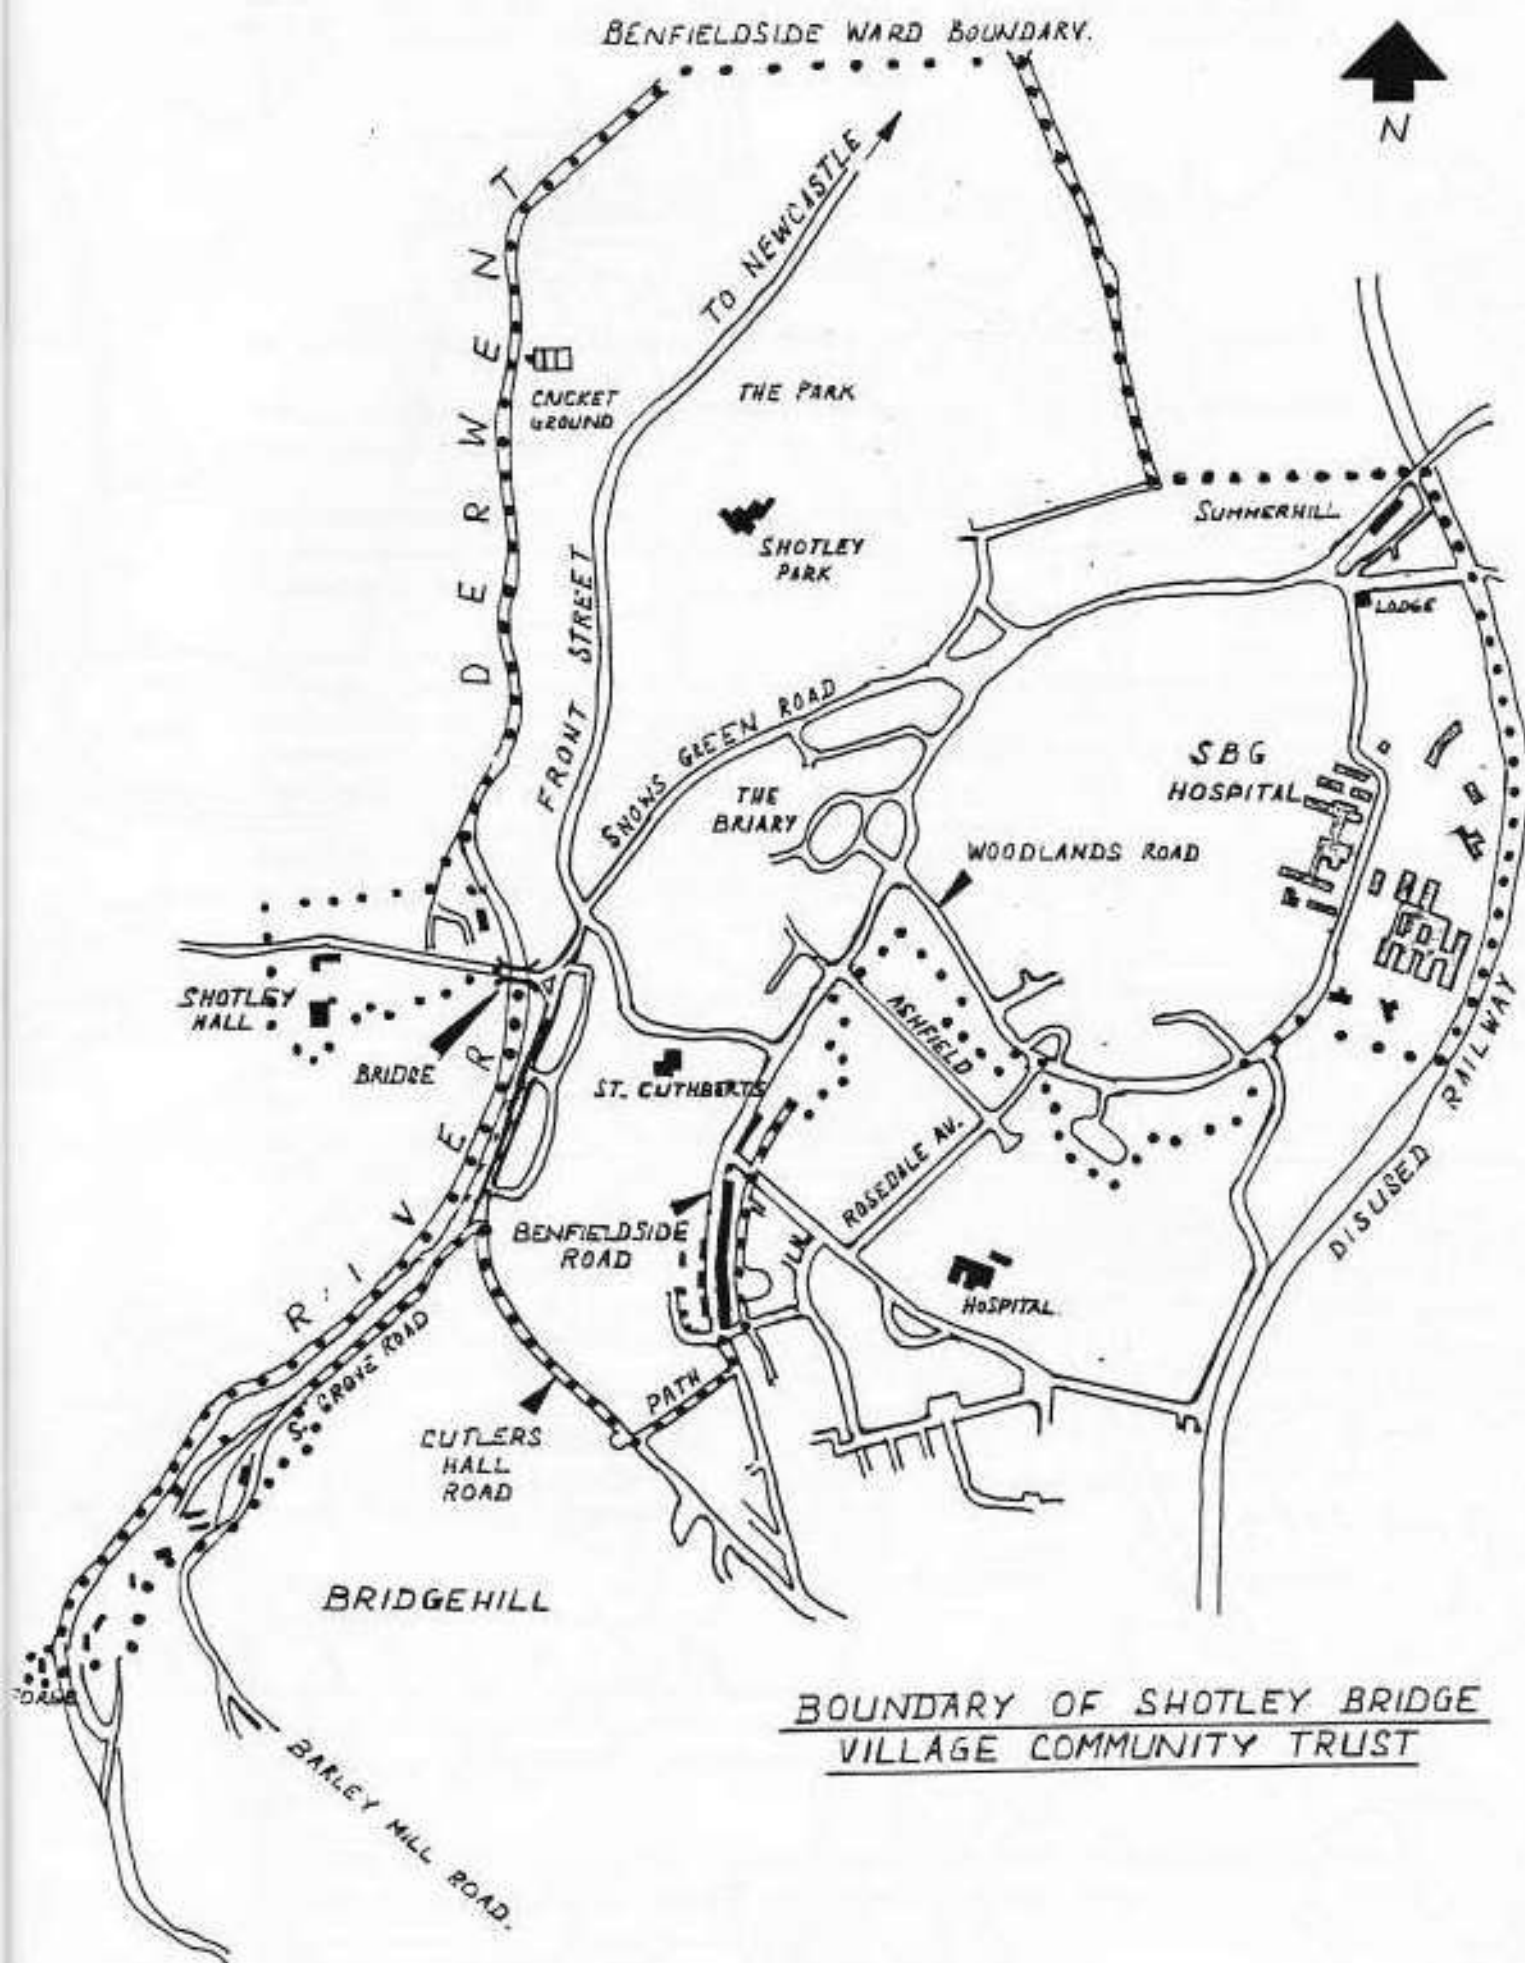 BENFIELDSIDE WARD BOUNDARY.
N
TO NEWCASTLE
RIVER DERWENT
CRICKET
GROUND
THE PARK
SUMMERHILL
SHOTLEY
PARK
LODGE
FRONT STREET
SNOWS GREEN ROAD
SBG
HOSPITAL
THE
BRIARY
WOODLANDS ROAD
SHOTLEY
HALL
BRIDGE
ASHFIELD
ST. CUTHBERTS
DISUSED RAILWAY
ROSEDALE AV.
BENFIELDSIDE
ROAD
HOSPITAL
GROVE ROAD
PATH
CUTLERS
HALL
ROAD
BRIDGEHILL
BARLEY MILL ROAD.
BOUNDARY OF SHOTLEY BRIDGE
VILLAGE COMMUNITY TRUST